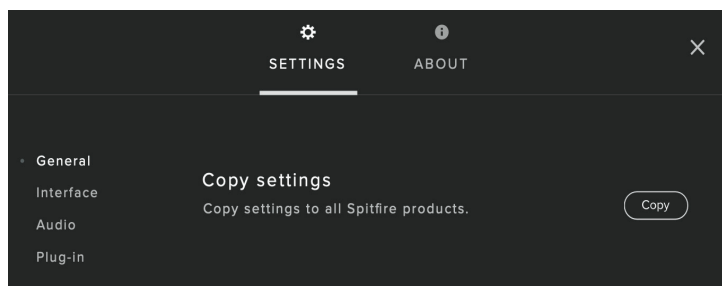 SETTINGS
ABOUT
General
Interface
Audio
Plug-in
Copy settings
Copy settings to all Spitfire products.
Copy